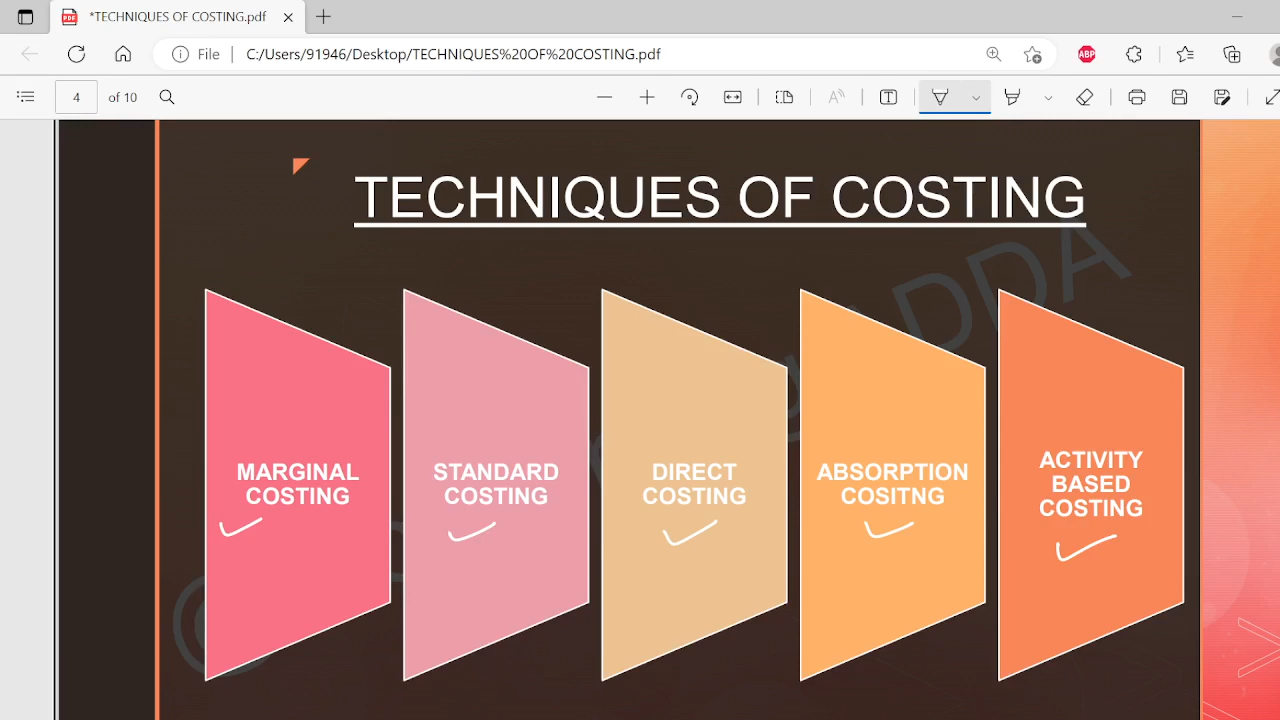 *TECHNIQUES OF COSTING.pdf
File
C:/Users/91946/Desktop/TECHNIQUES%20OF%20COSTING.pdf
ABP
4 of 10
TECHNIQUES OF COSTING
MARGINAL
COSTING
STANDARD
COSTING
DIRECT
COSTING
ABSORPTION
COSITNG
ACTIVITY
BASED
COSTING